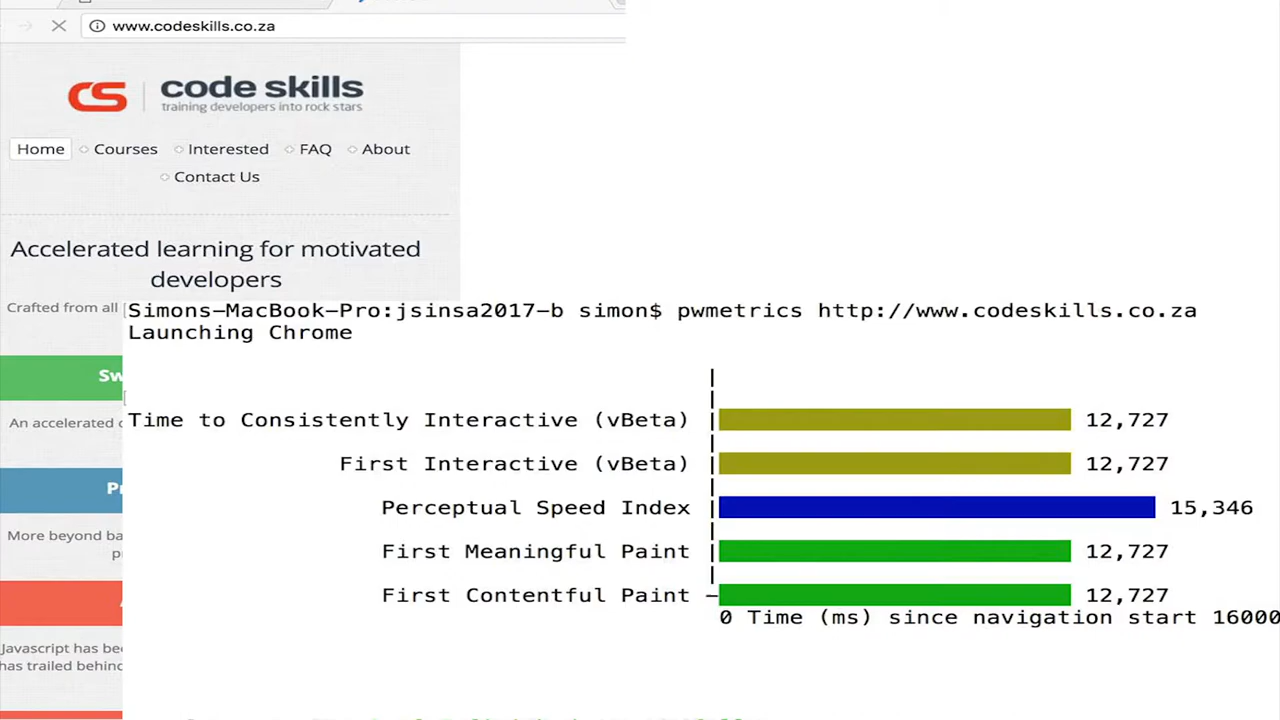 www.codeskills.co.za
CS
code skills
training developers into rock stars
Home
Courses
Interested
FAQ
About
Contact Us
Accelerated learning for motivated
developers
Crafted from all
Simons-MacBook-Pro:jsinsa2017-b simon$ pwmetrics http://www.codeskills.co.za
Launching Chrome
Sw
An accelerated
Time to Consistently Interactive (vBeta) 12,727
First Interactive (vBeta) 12,727
Perceptual Speed Index 15,346
More beyond ba
First Meaningful Paint 12,727
First Contentful Paint 12,727
0 Time (ms) since navigation start 16000
Javascript has bee
has trailed behind